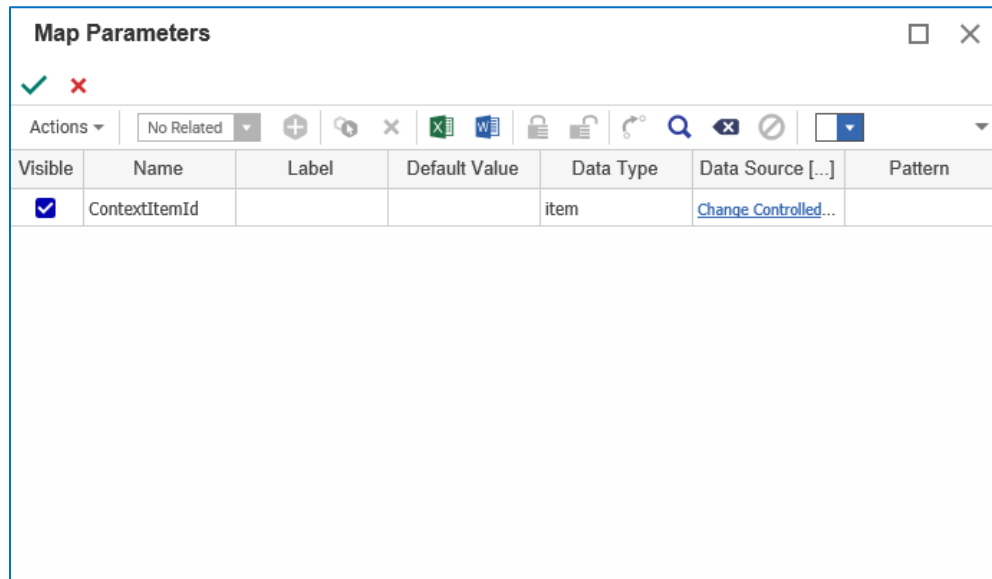 Map Parameters
Actions No Related
Visible Name Label Default Value Data Type Data Source [...] Pattern
ContextItemId item Change Controlled...